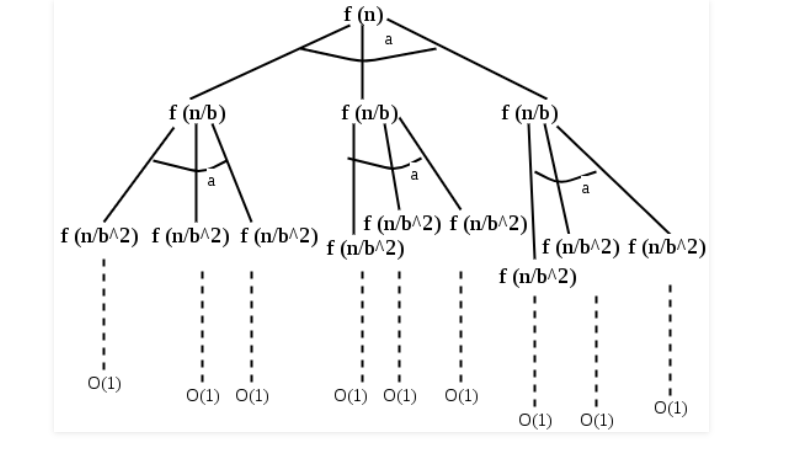 f (n)
a
f (n/b) f (n/b) f (n/b)
a a a
f (n/b^2) f (n/b^2) f (n/b^2) f (n/b^2) f (n/b^2) f (n/b^2) f (n/b^2) f (n/b^2) f (n/b^2)
O(1) O(1) O(1) O(1) O(1) O(1) O(1) O(1) O(1)